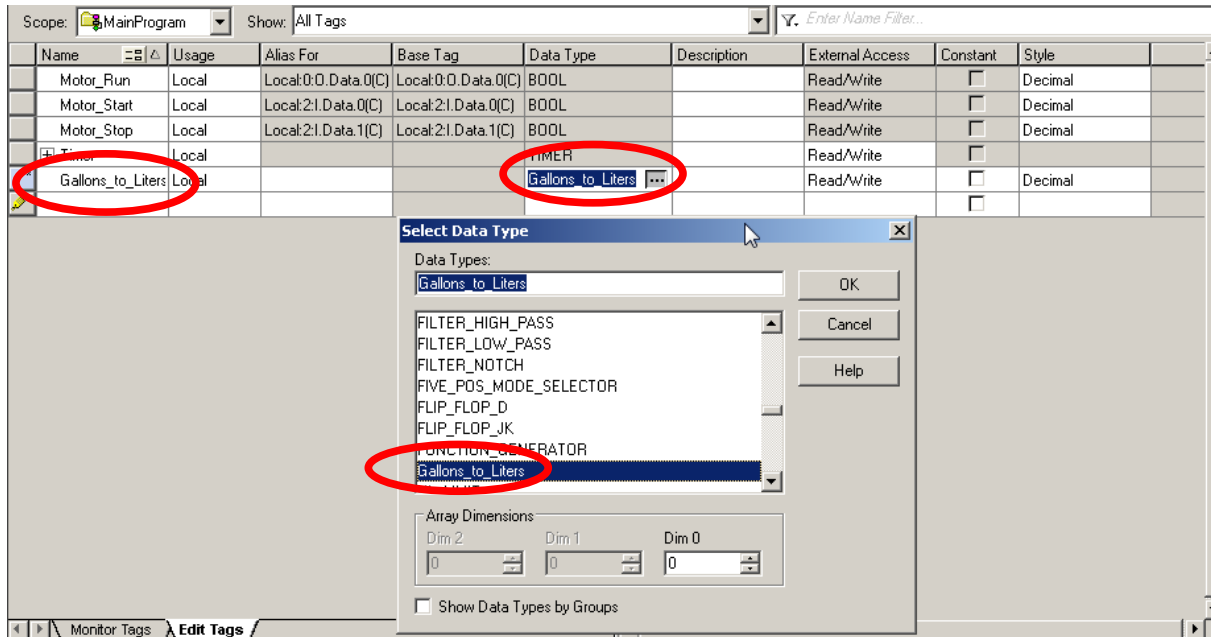 Scope: MainProgram Show: All Tags Enter Name Filter...
Name Usage Alias For Base Tag Data Type Description External Access Constant Style
Motor_Run Local Local:0:O.Data.0(C) Local:0:O.Data.0(C) BOOL Read/Write Decimal
Motor_Start Local Local:2:I.Data.0(C) Local:2:I.Data.0(C) BOOL Read/Write Decimal
Motor_Stop Local Local:2:I.Data.1(C) Local:2:I.Data.1(C) BOOL Read/Write Decimal
Timer Local TIMER Read/Write
Gallons_to_Liters Local Gallons_to_Liters ... Read/Write Decimal
Select Data Type
Data Types:
Gallons_to_Liters OK
FILTER_HIGH_PASS Cancel
FILTER_LOW_PASS
FILTER_NOTCH Help
FIVE_POS_MODE_SELECTOR
FLIP_FLOP_D
FLIP_FLOP_JK
FUNCTION_GENERATOR
Gallons_to_Liters
Array Dimensions
Dim 2 Dim 1 Dim 0
0 0 0
Show Data Types by Groups
Monitor Tags Edit Tags